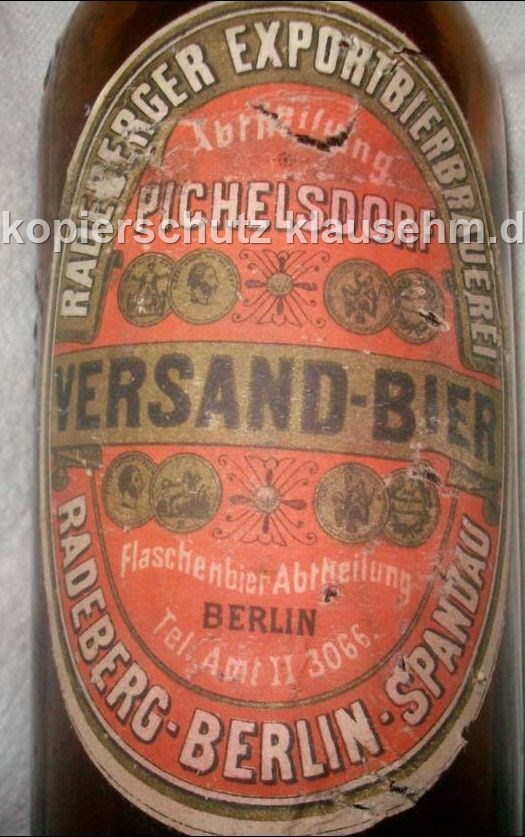 RADEBERGER EXPORTBIERBRAUEREI
Abtheilung
PICHELSDORF
kopierschutz klausehm.d
VERSAND-BIER
Flaschenbier Abtheilung
BERLIN
Tel. Amt II 3066.
RADEBERG-BERLIN-SPANDAU